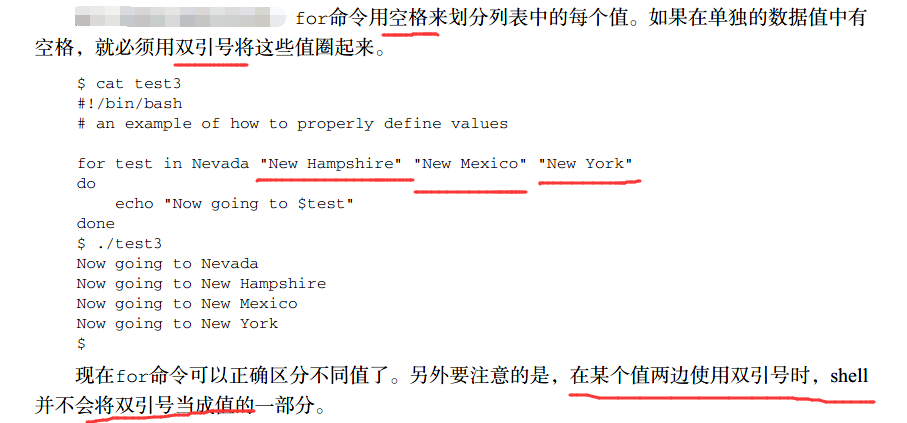 for命令用空格来划分列表中的每个值。如果在单独的数据值中有
空格，就必须用双引号将这些值圈起来。
$ cat test3
#!/bin/bash
# an example of how to properly define values
for test in Nevada "New Hampshire" "New Mexico" "New York"
do
echo "Now going to $test"
done
$ ./test3
Now going to Nevada
Now going to New Hampshire
Now going to New Mexico
Now going to New York
$
现在for命令可以正确区分不同值了。另外要注意的是，在某个值两边使用双引号时，shell
并不会将双引号当成值的一部分。